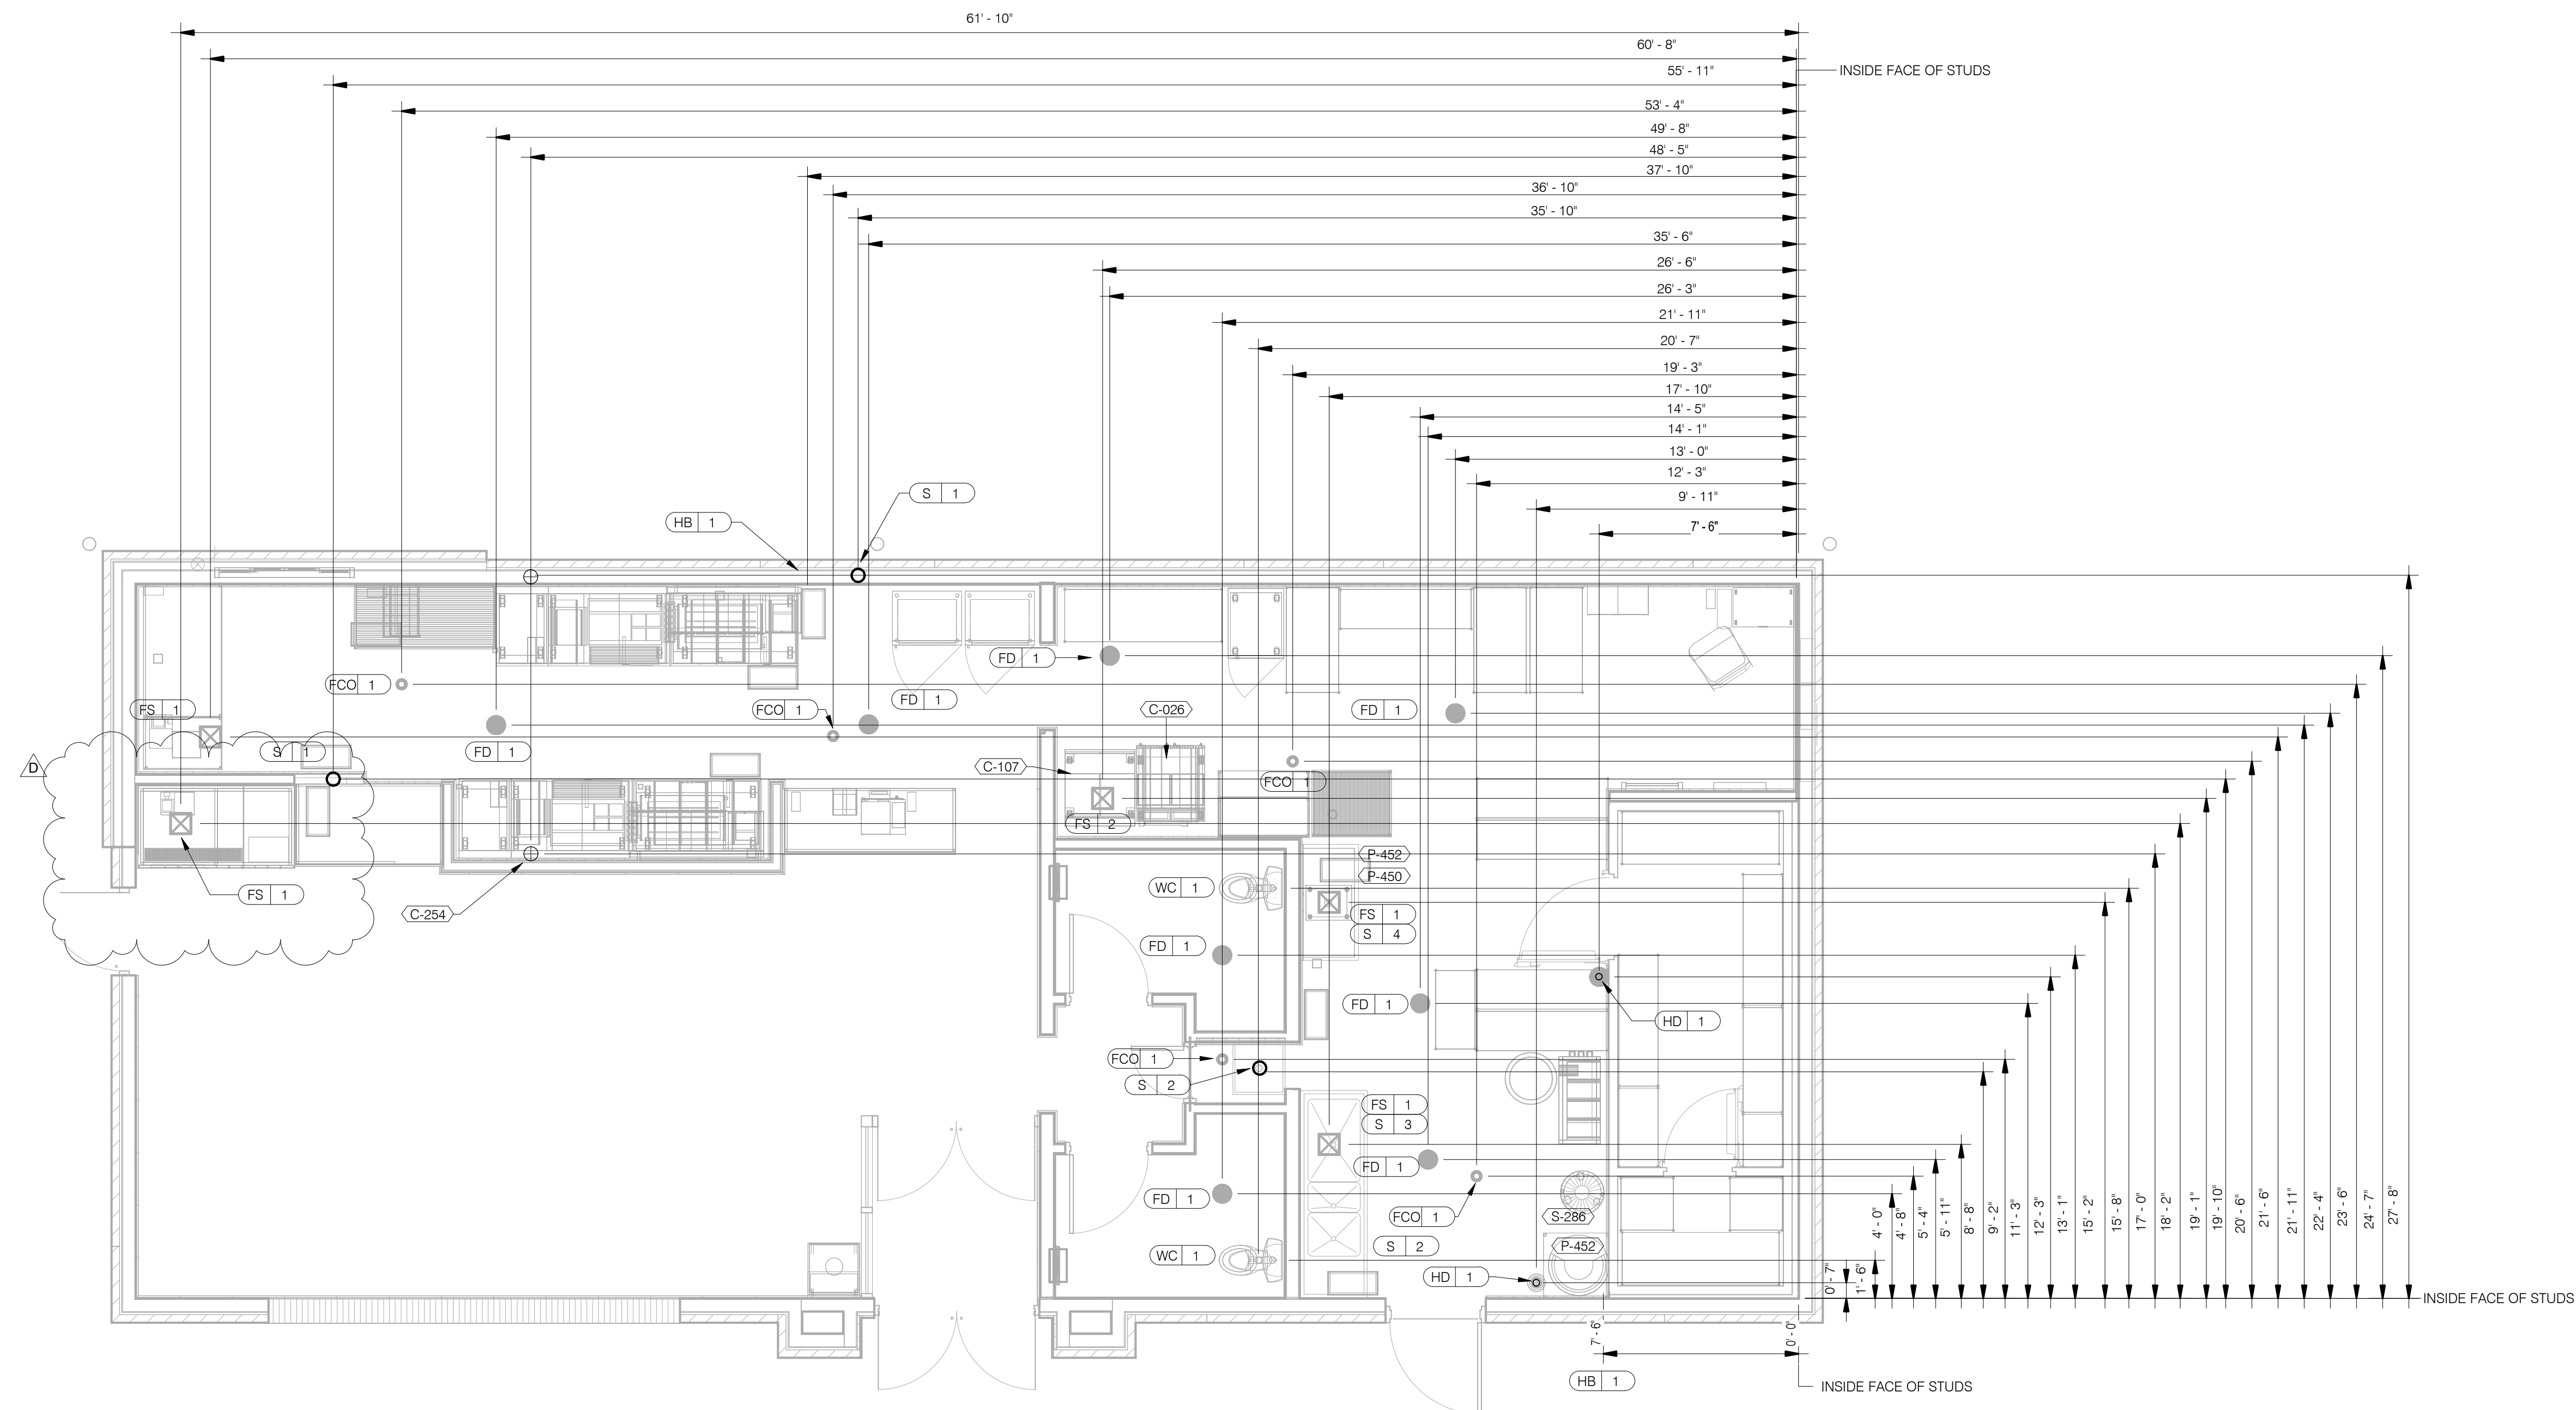 61' - 10"
60' - 8"
INSIDE FACE OF STUDS
55' - 11"
53' - 4"
49' - 8"
48' - 5"
37' - 10"
36' - 10"
35' - 10"
35' - 6"
26' - 6"
26' - 3"
21' - 11"
20' - 7"
19' - 3"
17' - 10"
14' - 5"
14' - 1"
13' - 0"
12' - 3"
9' - 11"
7' - 6"
S 1
HB 1
FD 1
FCO 1
FD 1
FS 1
FCO 1
C-026
FD 1
S 1
FD 1
D
C-107
FCO 1
FS 2
P-452
P-450
FS 1
WC 1
C-254
FS 1
S 4
FD 1
FD 1
HD 1
FCO 1
S 2
FS 1
S 3
FD 1
FD 1
FCO 1
S-286
S 2
P-452
WC 1
HD 1
0' - 7"
1' - 6"
4' - 0"
4' - 8"
5' - 4"
5' - 11"
8' - 8"
9' - 2"
11' - 3"
12' - 3"
13' - 1"
15' - 2"
15' - 8"
17' - 0"
18' - 2"
19' - 1"
19' - 10"
20' - 6"
21' - 6"
21' - 11"
22' - 4"
23' - 6"
24' - 7"
27' - 8"
INSIDE FACE OF STUDS
7' - 6"
0' - 0"
HB 1
INSIDE FACE OF STUDS